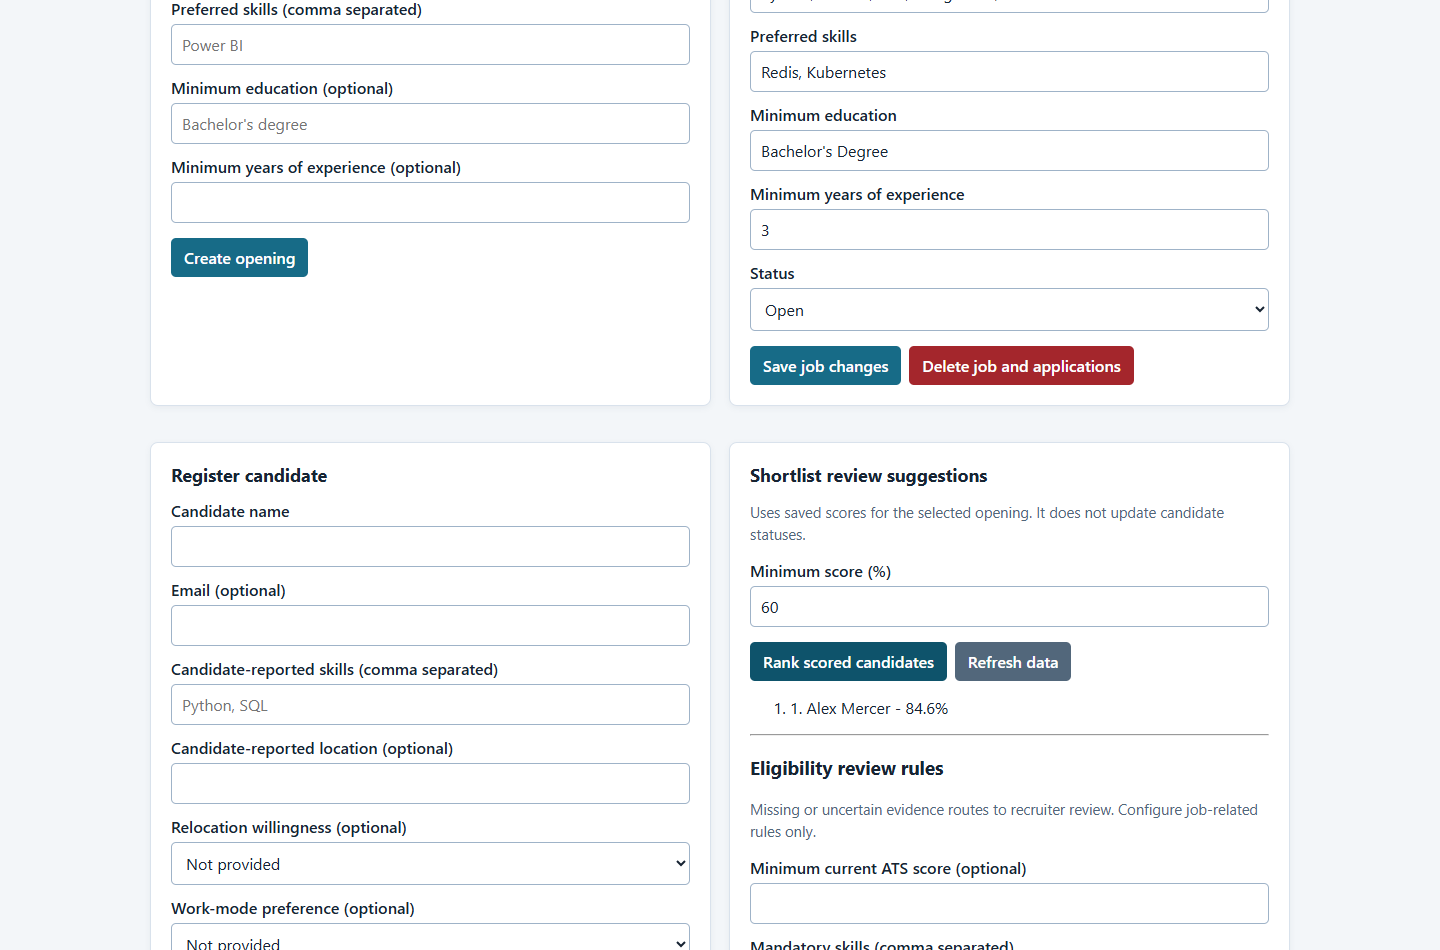 Preferred skills (comma separated)
Power BI
Minimum education (optional)
Bachelor's degree
Minimum years of experience (optional)
Create opening
Preferred skills
Redis, Kubernetes
Minimum education
Bachelor's Degree
Minimum years of experience
3
Status
Open
Save job changes
Delete job and applications
Register candidate
Candidate name
Email (optional)
Candidate-reported skills (comma separated)
Python, SQL
Candidate-reported location (optional)
Relocation willingness (optional)
Not provided
Work-mode preference (optional)
Not provided
Shortlist review suggestions
Uses saved scores for the selected opening. It does not update candidate
statuses.
Minimum score (%)
60
Rank scored candidates
Refresh data
1. 1. Alex Mercer - 84.6%
Eligibility review rules
Missing or uncertain evidence routes to recruiter review. Configure job-related
rules only.
Minimum current ATS score (optional)
Mandatory skills (comma separated)